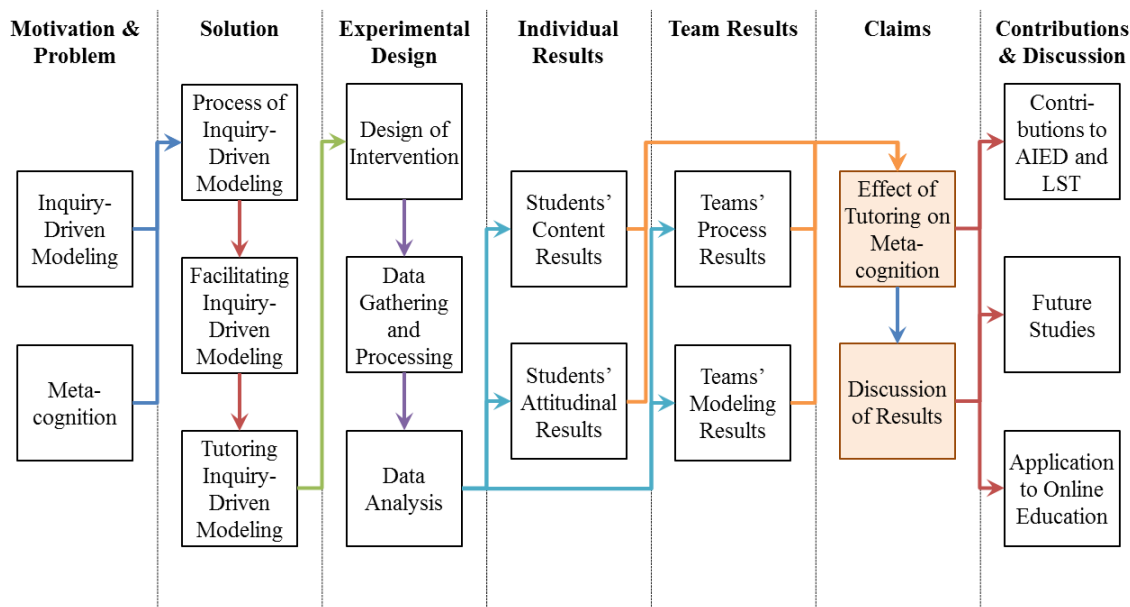 Motivation &
Problem
Solution
Experimental
Design
Individual
Results
Team Results
Claims
Contributions
& Discussion
Inquiry-
Driven
Modeling
Meta-
cognition
Process of
Inquiry-
Driven
Modeling
Facilitating
Inquiry-
Driven
Modeling
Tutoring
Inquiry-
Driven
Modeling
Design of
Intervention
Data
Gathering
and
Processing
Data
Analysis
Students’
Content
Results
Students’
Attitudinal
Results
Teams’
Process
Results
Teams’
Modeling
Results
Effect of
Tutoring on
Meta-
cognition
Discussion
of Results
Contri-
butions to
AIED and
LST
Future
Studies
Application
to Online
Education